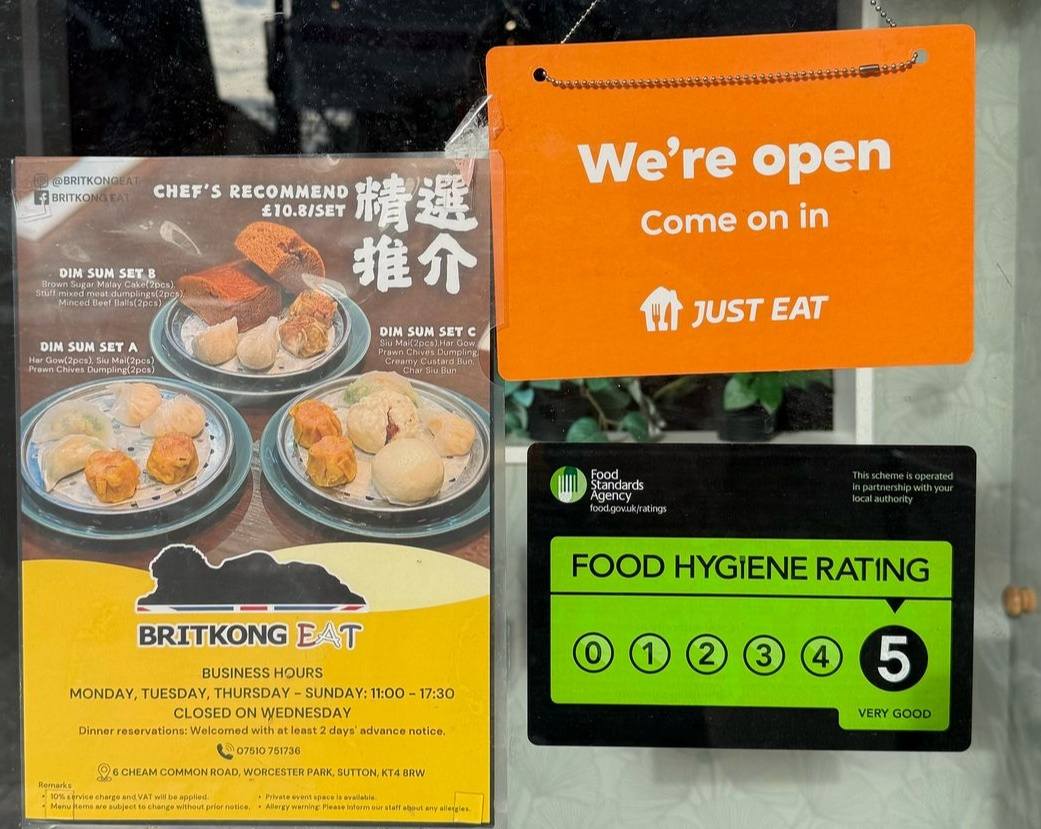 @BRITKONGEAT
BRITKONG EAT
CHEF'S RECOMMEND
£10.8/SET
精選
推介
DIM SUM SET B
Brown Sugar Malay Cake(2pcs),
Stuff mixed meat dumplings(2pcs)
Minced Beef Balls(2pcs)
DIM SUM SET A
Har Gow(2pcs), Siu Mai(2pcs)
Prawn Chives Dumpling(2pcs)
DIM SUM SET C
Siu Mai(2pcs),Har Gow
Prawn Chives Dumpling,
Creamy Custard Bun,
Char Siu Bun
BRITKONG EAT
BUSINESS HOURS
MONDAY, TUESDAY, THURSDAY - SUNDAY: 11:00 - 17:30
CLOSED ON WEDNESDAY
Dinner reservations: Welcomed with at least 2 days' advance notice.
07510 751736
6 CHEAM COMMON ROAD, WORCESTER PARK, SUTTON, KT4 8RW
Remarks
• 10% service charge and VAT will be applied.
• Menu items are subject to change without prior notice.
• Private event space is available.
• Allergy warning: Please inform our staff about any allergies.
We're open
Come on in
JUST EAT
Food
Standards
Agency
food.gov.uk/ratings
This scheme is operated
in partnership with your
local authority
FOOD HYGIENE RATING
0 1 2 3 4 5
VERY GOOD